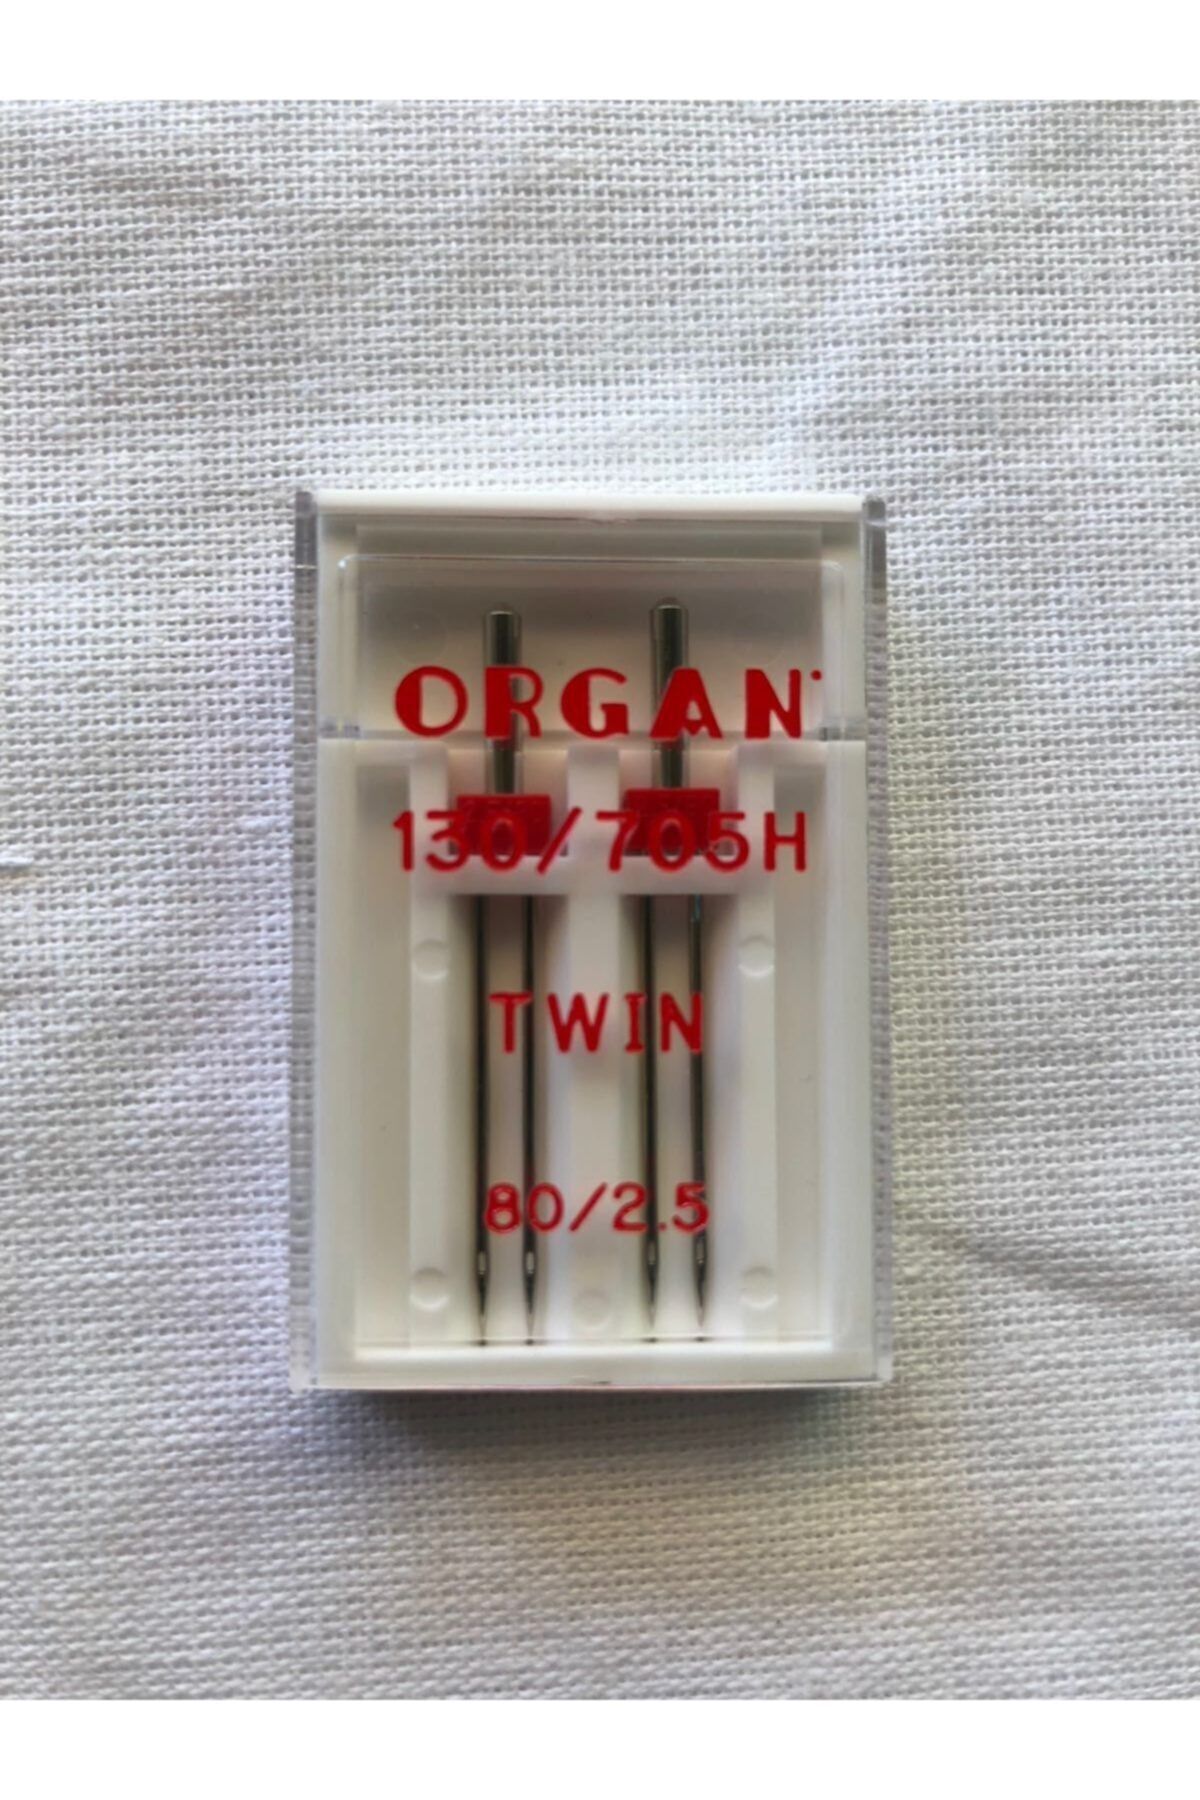 ORGAN
130/705H
TWIN
80/2.5